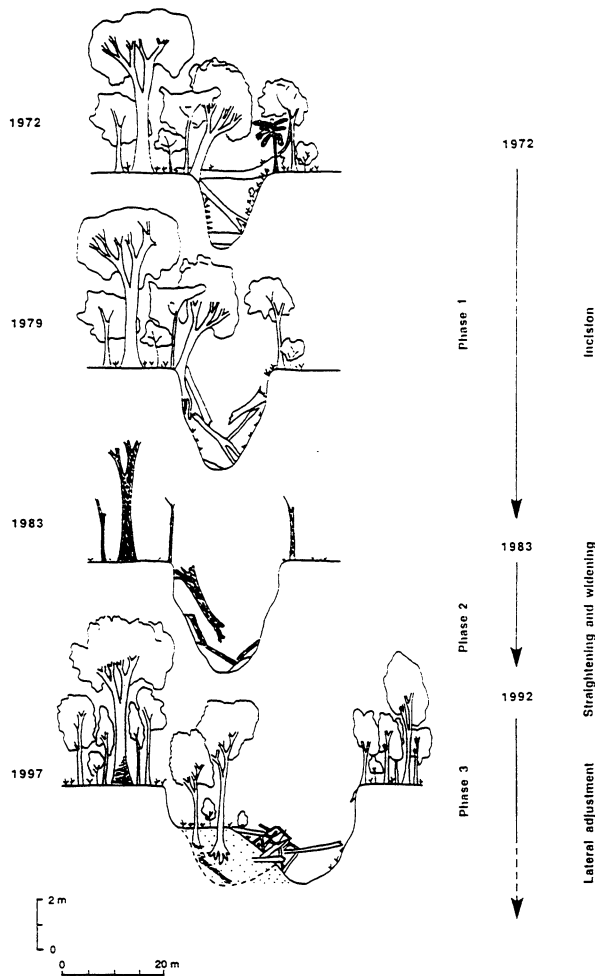 1972
1972
1979
Phase 1
Incision
1983
1983
Phase 2
Straightening and widening
1992
1997
Phase 3
Lateral adjustment
2 m
0
0
20 m